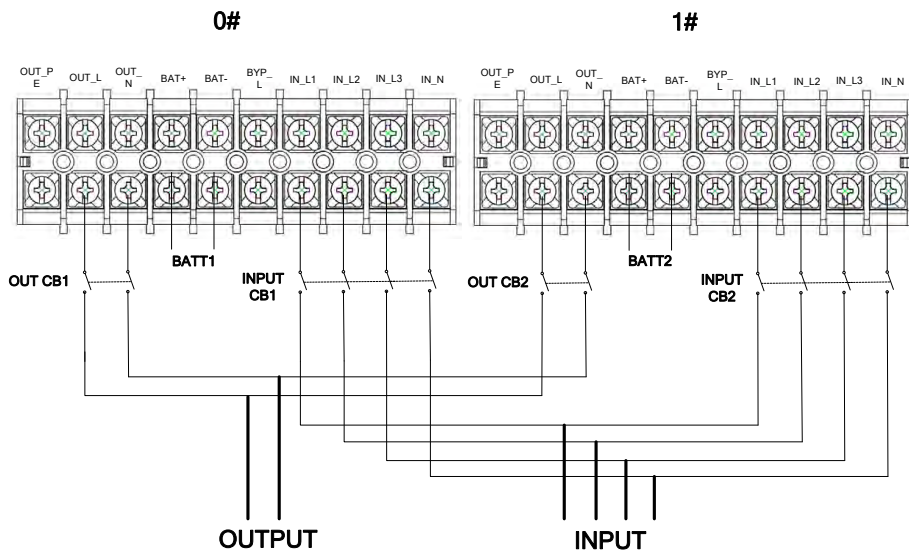 0# 1#
OUT_P
E OUT_L OUT_
N BAT+ BAT- BYP_
L IN_L1 IN_L2 IN_L3 IN_N
OUT_P
E OUT_L OUT_
N BAT+ BAT- BYP_
L IN_L1 IN_L2 IN_L3 IN_N
BATT1
OUT CB1
INPUT
CB1
BATT2
OUT CB2
INPUT
CB2
OUTPUT
INPUT